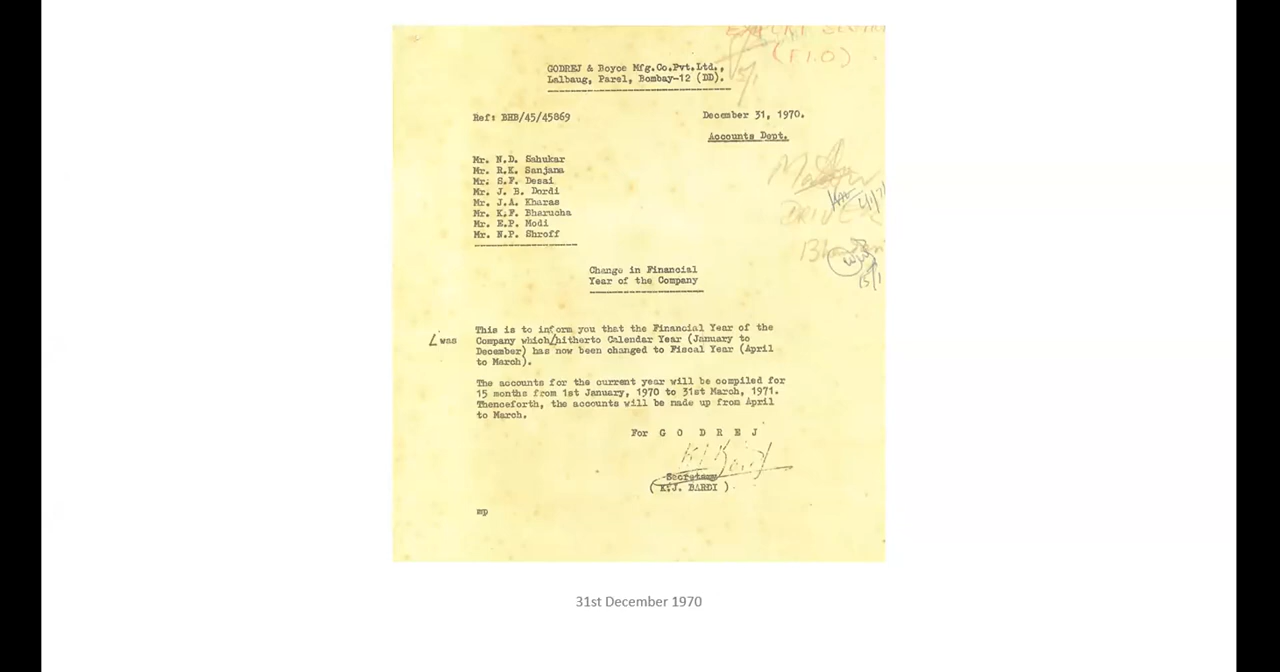 EXPORT
(F.I.O)
GODREJ & Boyce Mfg.Co.Pvt.Ltd.,
Lalbaug, Parel, Bombay-12 (DD).
Ref: BHB/45/45869
December 31, 1970.
Accounts Dept.
Mr. N.D. Sahukar
Mr. R.K. Sanjana
Mr. S.F. Desai
Mr. J. B. Dordi
Mr. J.A. Kharas
Mr. K.F. Bharucha
Mr. E.P. Modi
Mr. N.P. Shroff
DRIVER
15/1
Change in Financial
Year of the Company
This is to inform you that the Financial Year of the
was
Company which/hitherto Calendar Year (January to
December) has now been changed to Fiscal Year (April
to March).
The accounts for the current year will be compiled for
15 months from 1st January, 1970 to 31st March, 1971.
Thenceforth, the accounts will be made up from April
to March.
For G O D R E J
Secretary
( K.J. BARDI )
mp
31st December 1970